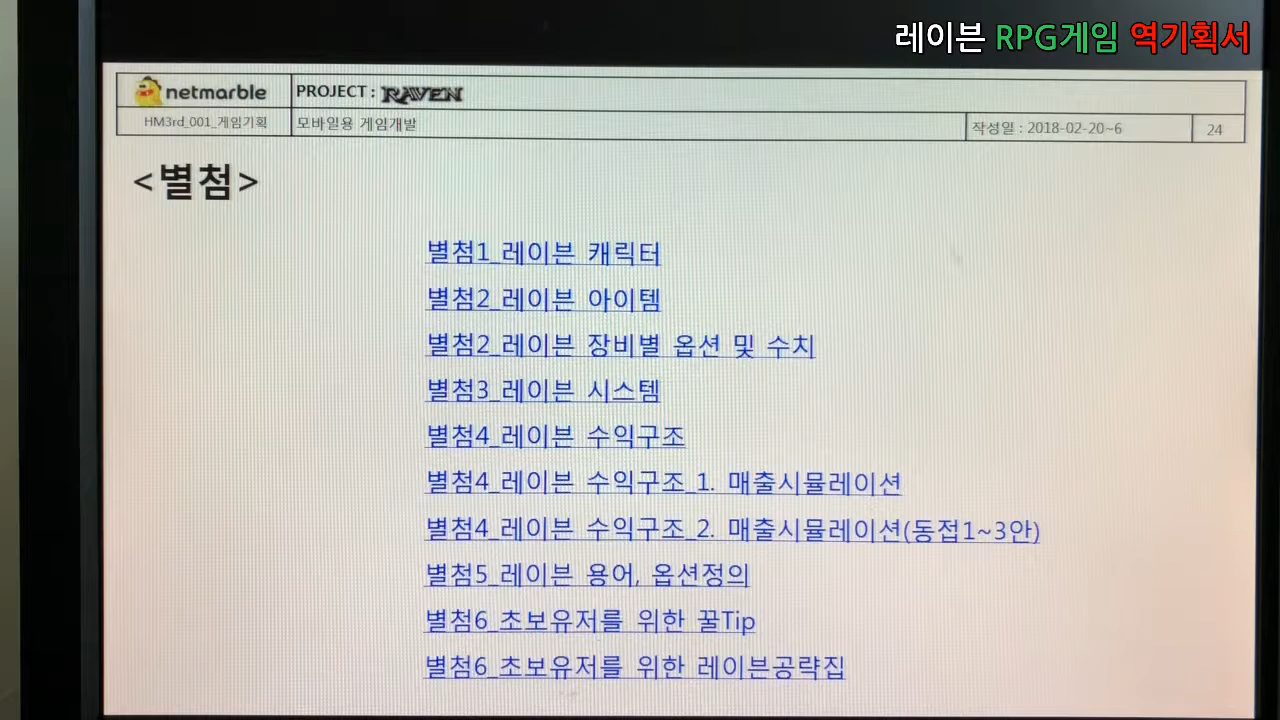 레이븐 RPG게임 역기획서
netmarble PROJECT : RAVEN
HM3rd_001_게임기획 모바일용 게임개발 작성일 : 2018-02-20~6 24
<별첨>
별첨1_레이븐 캐릭터
별첨2_레이븐 아이템
별첨2_레이븐 장비별 옵션 및 수치
별첨3_레이븐 시스템
별첨4_레이븐 수익구조
별첨4_레이븐 수익구조_1. 매출시뮬레이션
별첨4_레이븐 수익구조_2. 매출시뮬레이션(동접1~3안)
별첨5_레이븐 용어, 옵션정의
별첨6_초보유저를 위한 꿀Tip
별첨6_초보유저를 위한 레이븐공략집